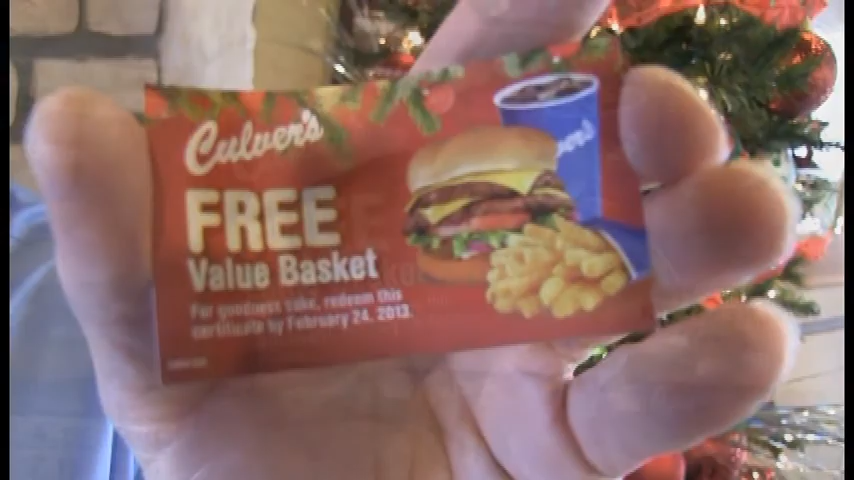 Culver's
FREE
Value Basket
For goodness sake, redeem this
certificate by February 24, 2013.